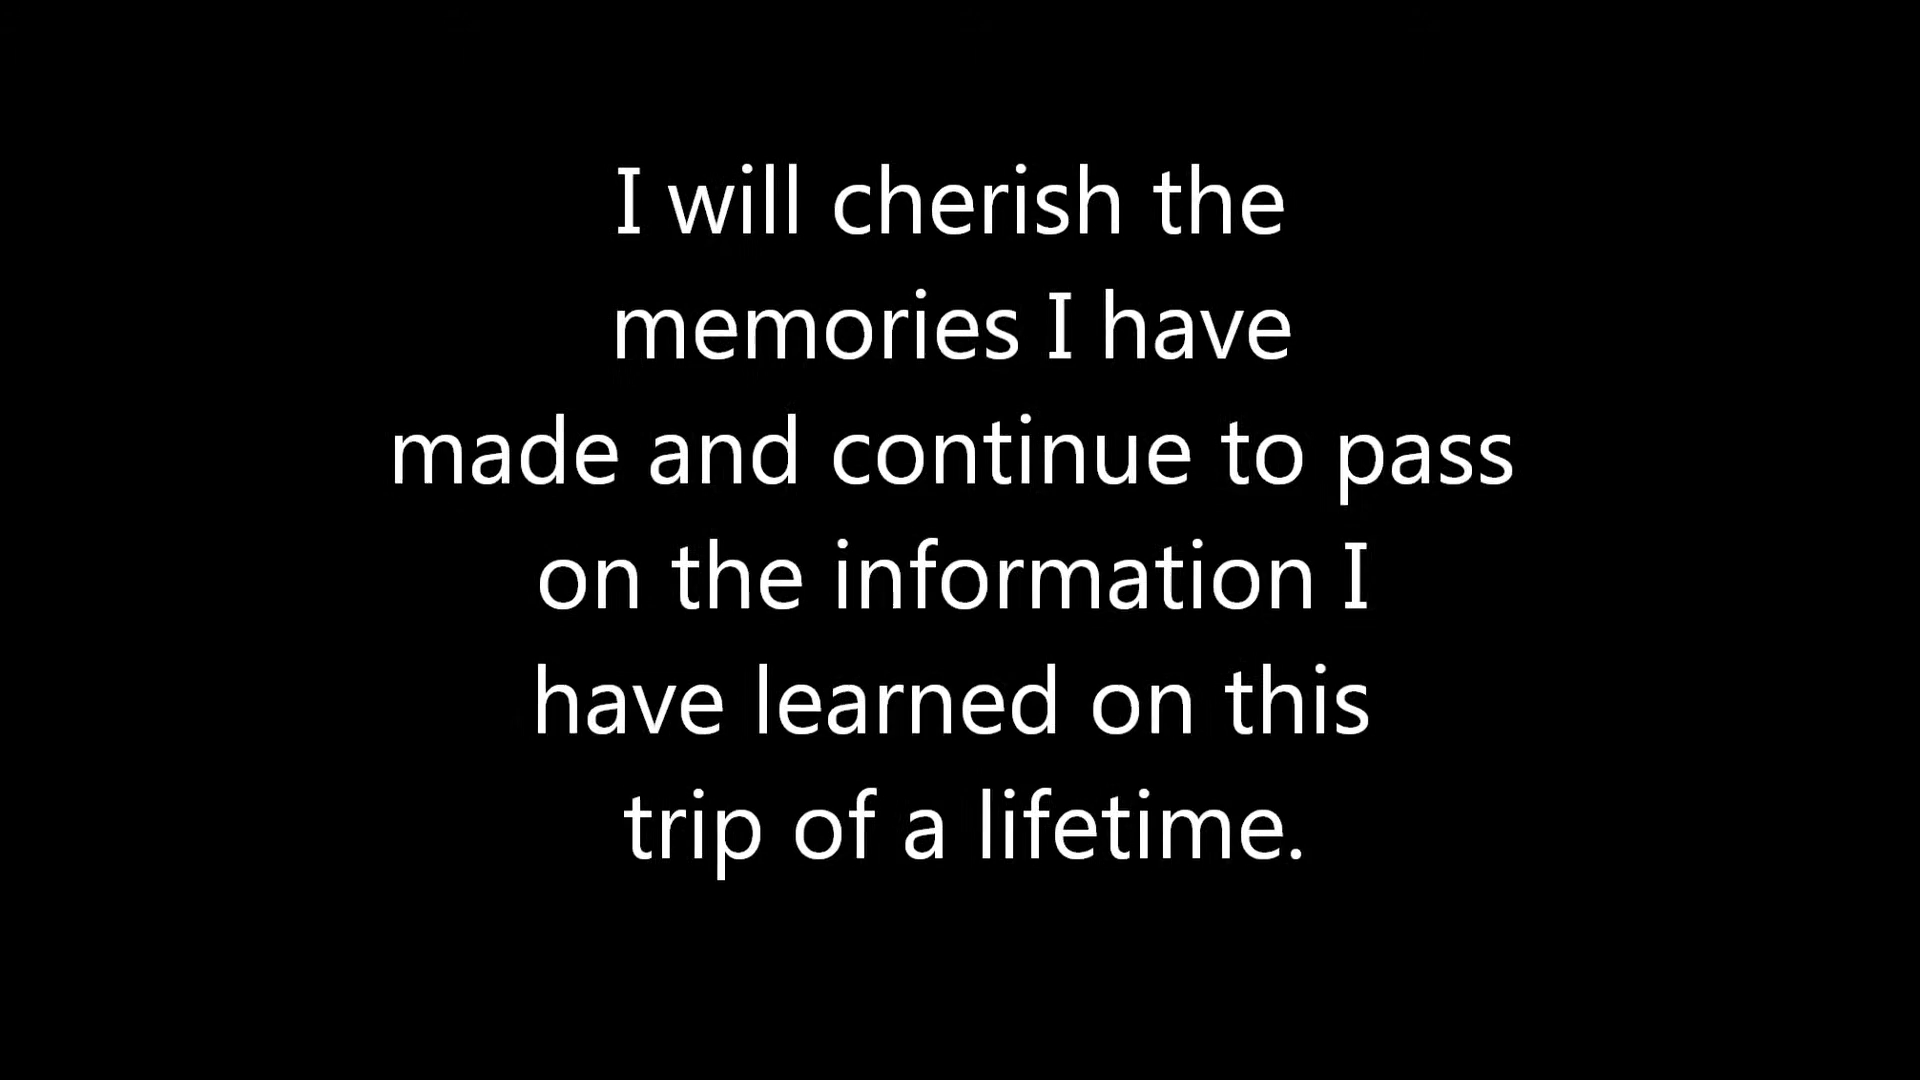 I will cherish the
memories I have
made and continue to pass
on the information I
have learned on this
trip of a lifetime.